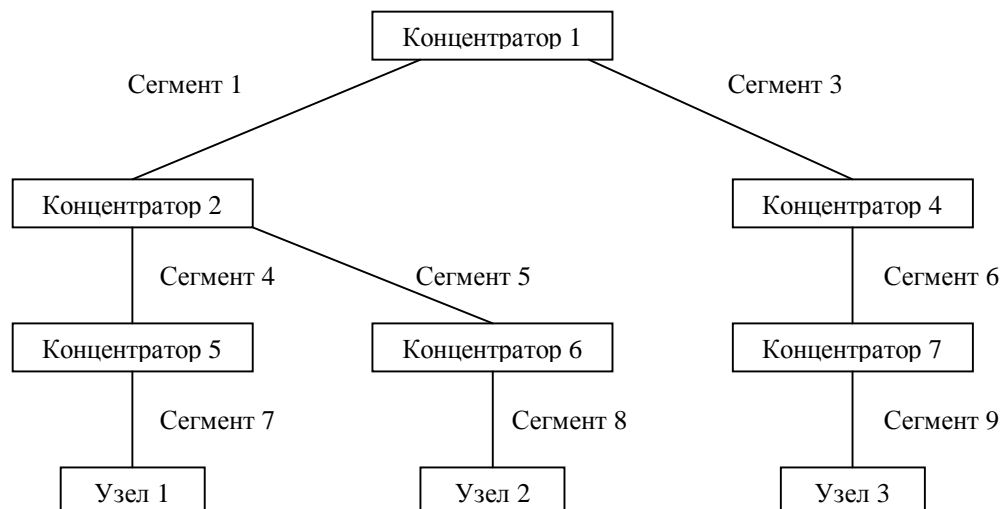 Концентратор 1
Сегмент 1
Сегмент 3
Концентратор 2
Концентратор 4
Сегмент 4
Сегмент 5
Сегмент 6
Концентратор 5
Концентратор 6
Концентратор 7
Сегмент 7
Сегмент 8
Сегмент 9
Узел 1
Узел 2
Узел 3